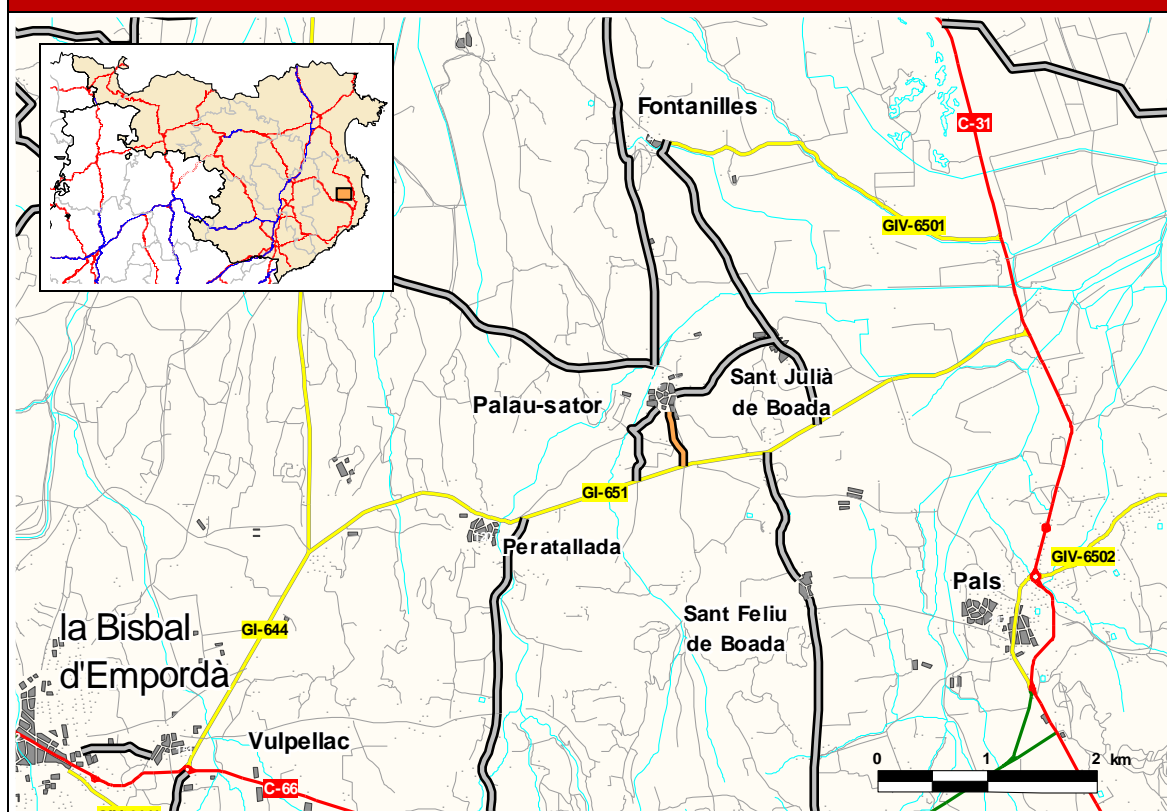 Fontanilles
C-31
GIV-6501
Sant Julià
de Boada
Palau-sator
GI-651
Peratallada
GIV-6502
Pals
Sant Feliu
de Boada
GI-644
la Bisbal
d'Empordà
Vulpellac
C-66
0 1 2 km